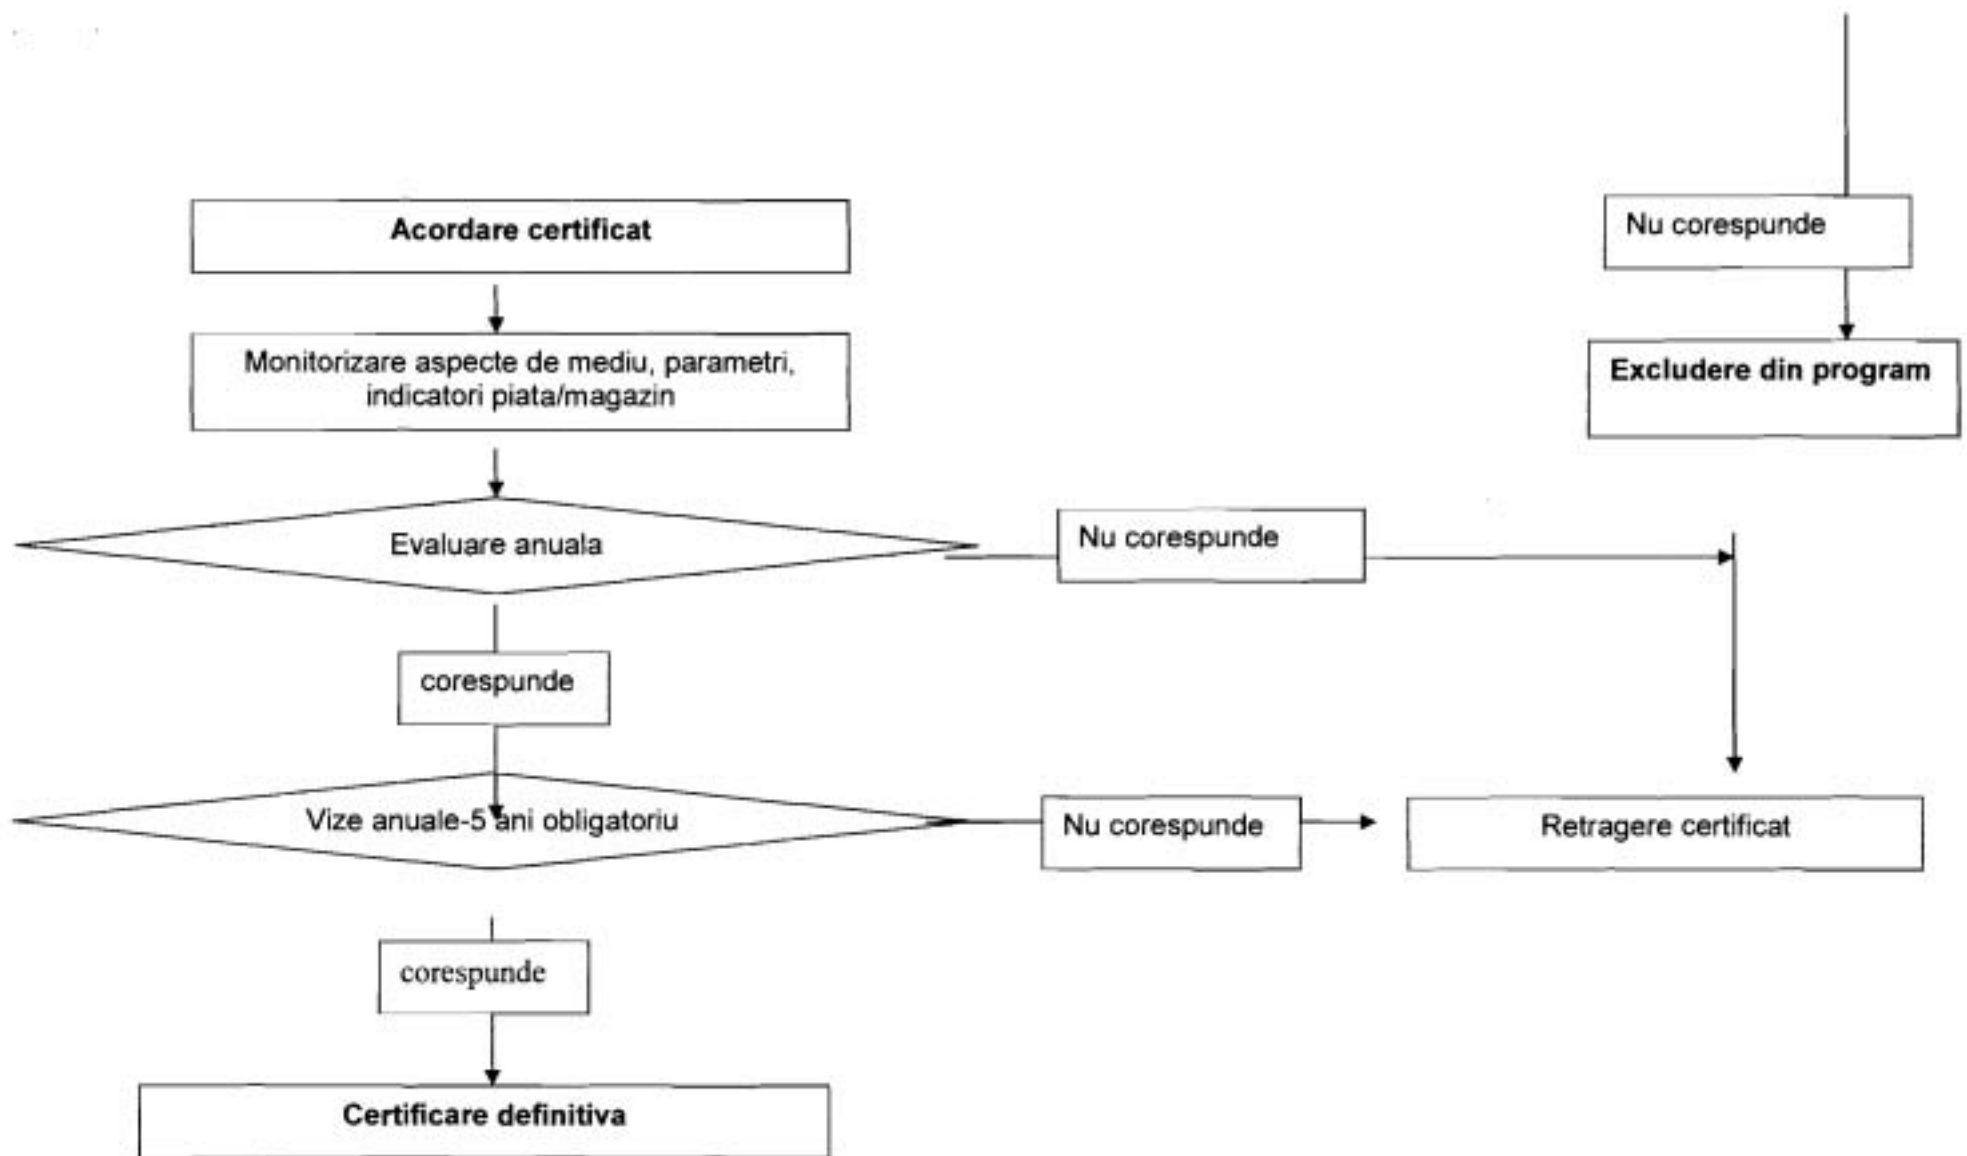 Acordare certificat
Nu corespunde
Monitorizare aspecte de mediu, parametri,
indicatori piata/magazin
Excludere din program
Evaluare anuala
Nu corespunde
corespunde
Vize anuale-5 ani obligatoriu
Nu corespunde
Retragere certificat
corespunde
Certificare definitiva